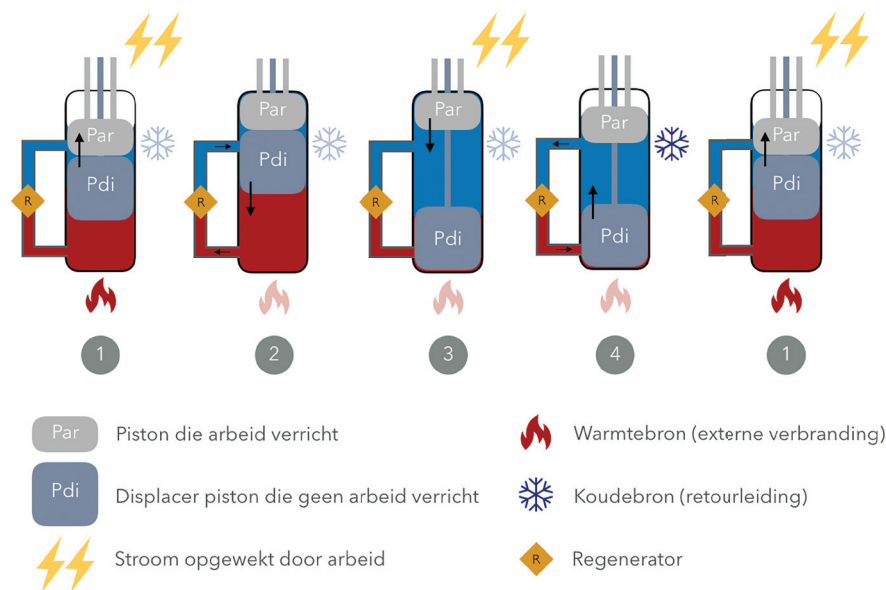 Par
Pdi
R
1
Par
Pdi
R
2
Par
Pdi
R
3
Par
Pdi
R
4
Par
Pdi
R
1
Par Piston die arbeid verricht
Pdi Displacer piston die geen arbeid verricht
Stroom opgewekt door arbeid
Warmtebron (externe verbranding)
Koudebron (retourleiding)
R Regenerator